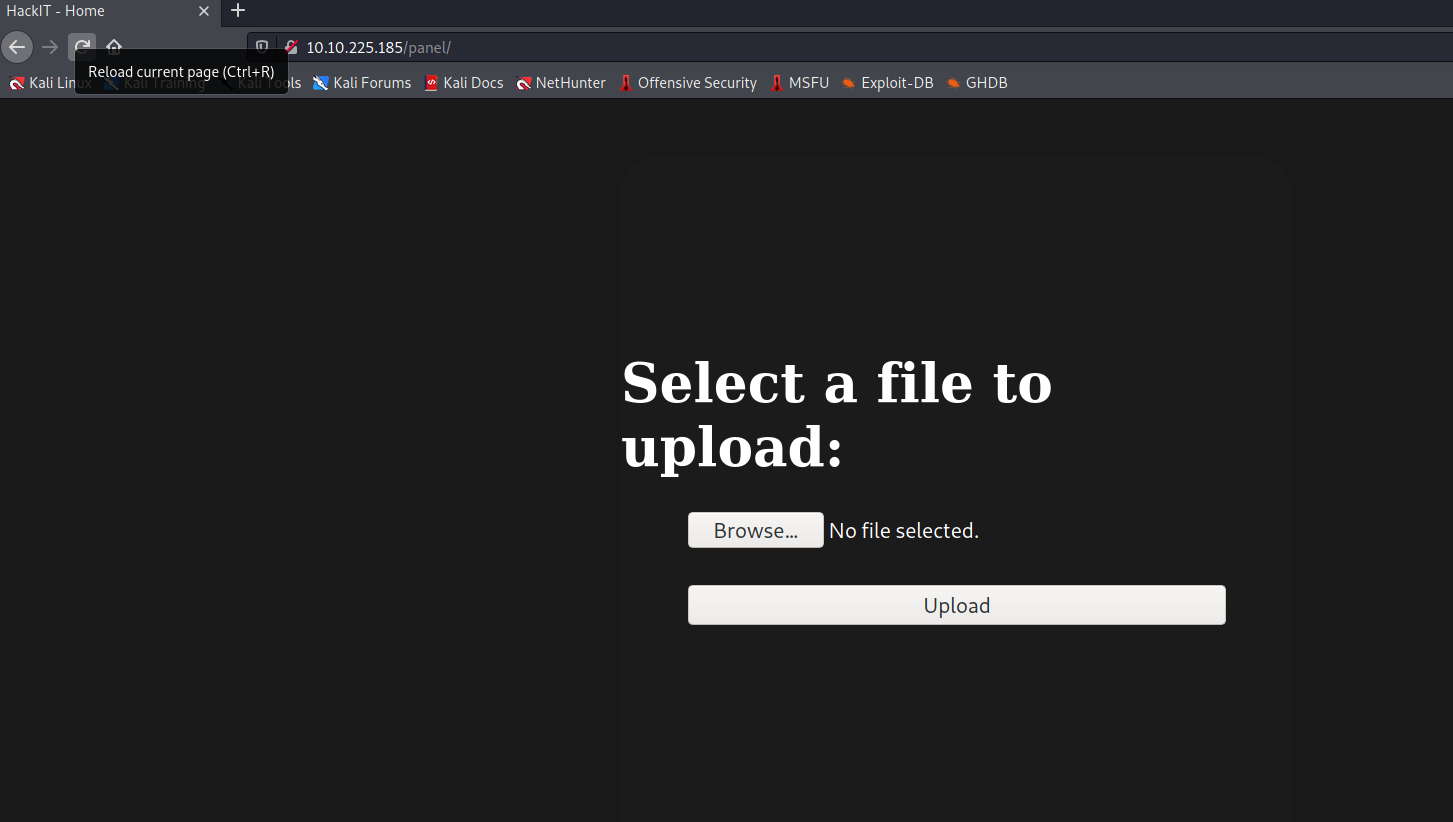 HackIT - Home
10.10.225.185/panel/
Reload current page (Ctrl+R)
Kali Linux Kali Training Kali Tools Kali Forums Kali Docs NetHunter Offensive Security MSFU Exploit-DB GHDB
Select a file to
upload:
Browse... No file selected.
Upload